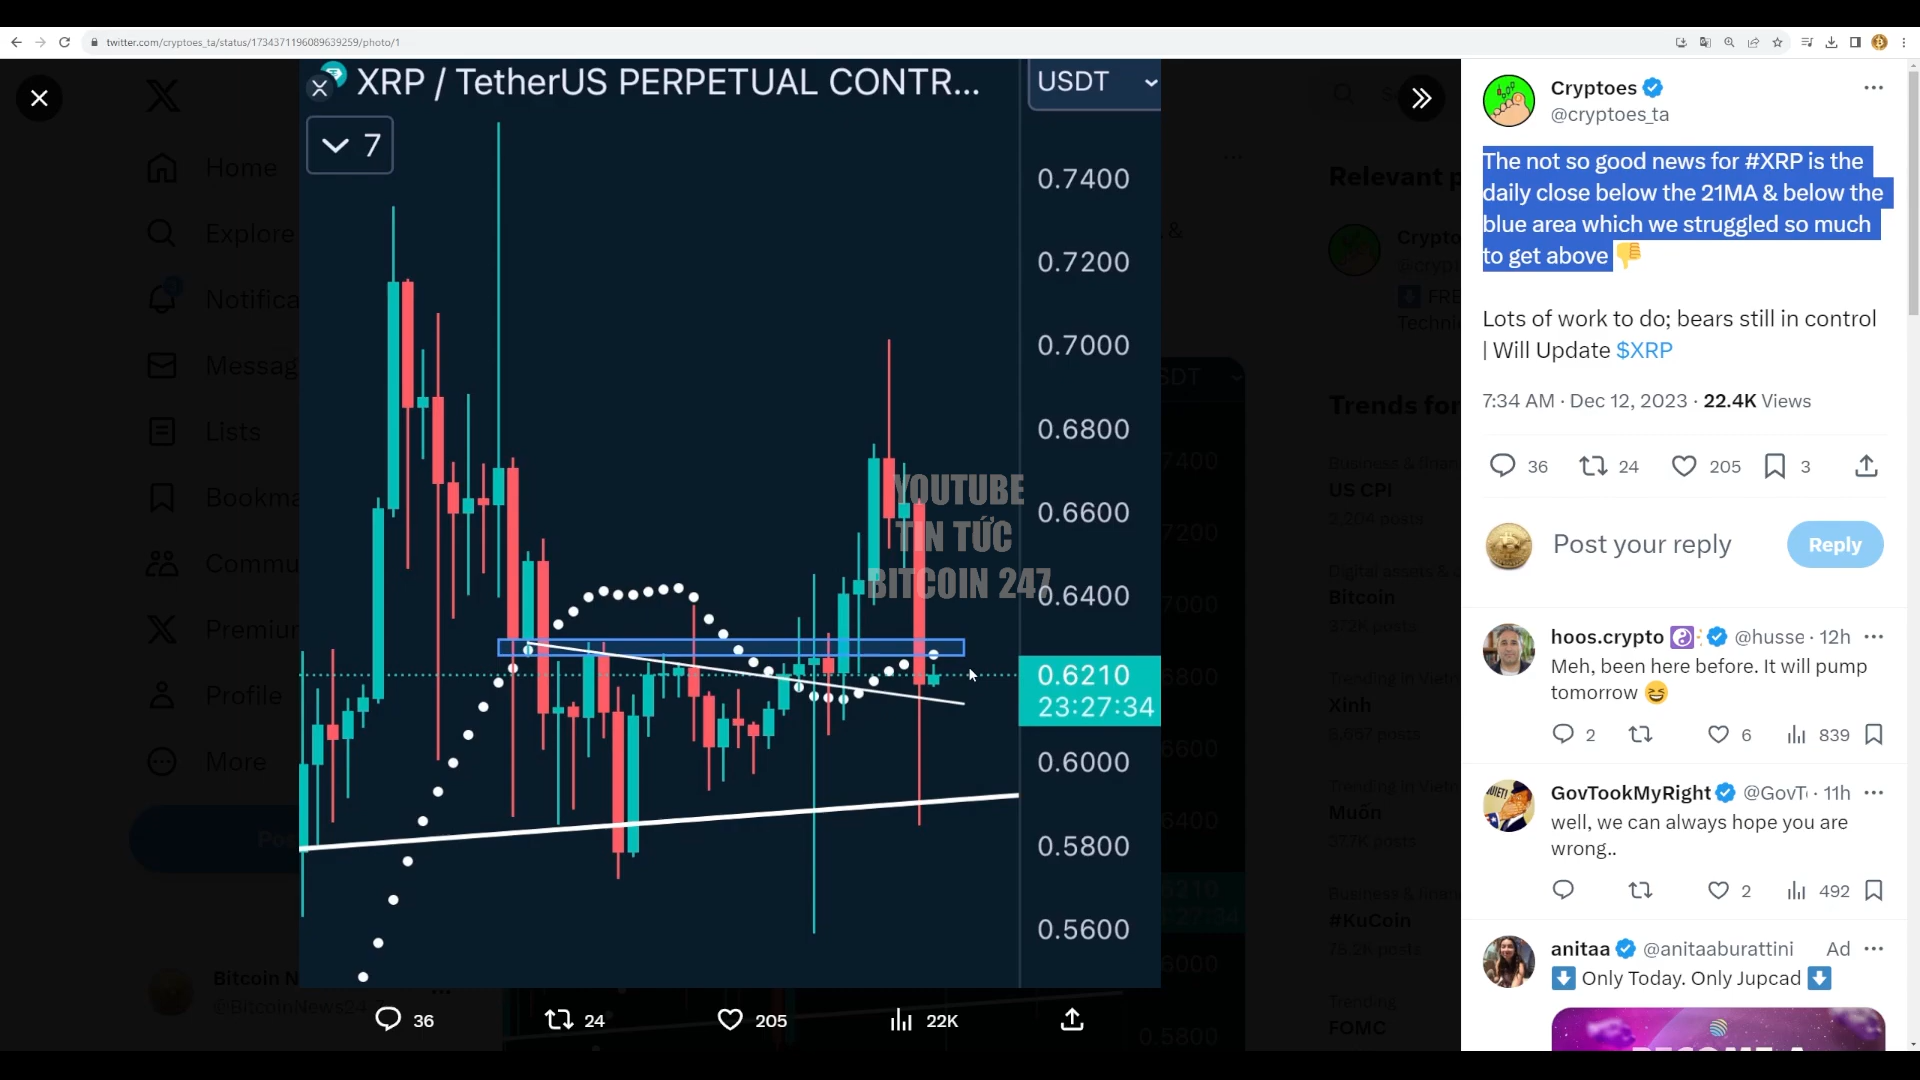 twitter.com/cryptoes_ta/status/1734371196089639259/photo/1
XRP / TetherUS PERPETUAL CONTR...
USDT
7
0.7400
0.7200
0.7000
0.6800
0.6600
0.6400
0.6210
23:27:34
0.6000
0.5800
0.5600
YOUTUBE
TIN TỨC
BITCOIN 247
36
24
205
22K
Home
Explore
Notifica
Messag
Lists
Bookma
Commu
Premiun
Profile
More
Bitcoin N
Relevant p
Trends for
US CPI
Bitcoin
372K posts
Xinh
Muốn
377K posts
#KuCoin
Trending
FOMC
Cryptoes
@cryptoes_ta
The not so good news for #XRP is the
daily close below the 21MA & below the
blue area which we struggled so much
to get above 👎
Lots of work to do; bears still in control
| Will Update $XRP
7:34 AM · Dec 12, 2023 · 22.4K Views
36
24
205
3
Post your reply
Reply
hoos.crypto @husse · 12h
Meh, been here before. It will pump
tomorrow 😆
2
6
839
GovTookMyRight @GovT · 11h
well, we can always hope you are
wrong..
2
492
anitaa @anitaaburattini Ad
⬇️ Only Today. Only Jupcad ⬇️